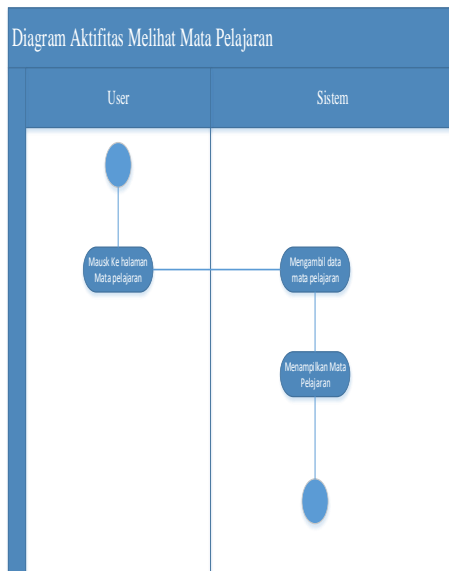 Diagram Aktifitas Melihat Mata Pelajaran
User
Sistem
Mausk Ke halaman
Mata pelajaran
Mengambil data
mata pelajaran
Menampilkan Mata
Pelajaran